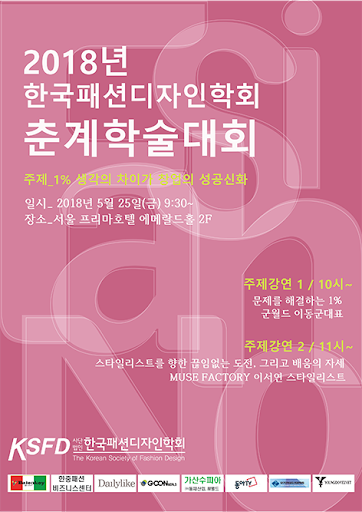 2018년
한국패션디자인학회
춘계학술대회
주제_1% 생각의 차이가 창업의 성공신화
일시_ 2018년 5월 25일(금) 9:30~
장소_서울 프리마호텔 에메랄드홀 2F
주제강연 1 / 10시~
문제를 해결하는 1%
군월드 이동군대표
주제강연 2 / 11시~
스타일리스트를 향한 끊임없는 도전, 그리고 배움의 자세
MUSE FACTORY 이서연 스타일리스트
KSFD 사단법인 한국패션디자인학회
The Korean Society of Fashion Design
한중패션
비즈니스센터
Dailylike
GOON
가산수피아
동아TV